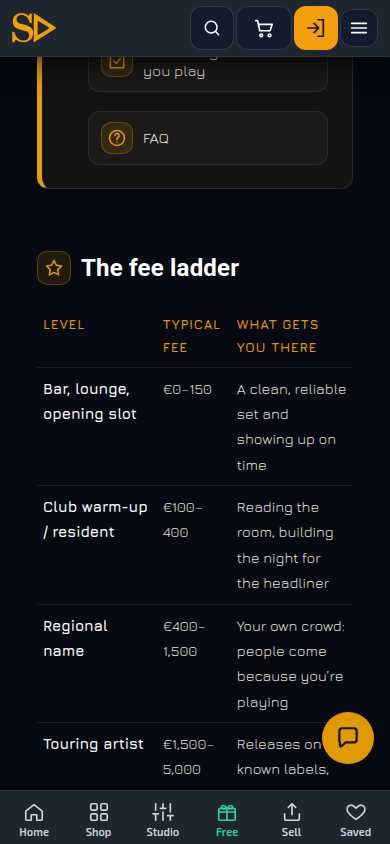 S
you play
FAQ
The fee ladder
LEVEL
TYPICAL
FEE
WHAT GETS
YOU THERE
Bar, lounge,
opening slot
€0–150
A clean, reliable
set and
showing up on
time
Club warm-up
/ resident
€100–
400
Reading the
room, building
the night for
the headliner
Regional
name
€400–
1,500
Your own crowd:
people come
because you're
playing
Touring artist
€1,500–
5,000
Releases on
known labels,
Home
Shop
Studio
Free
Sell
Saved